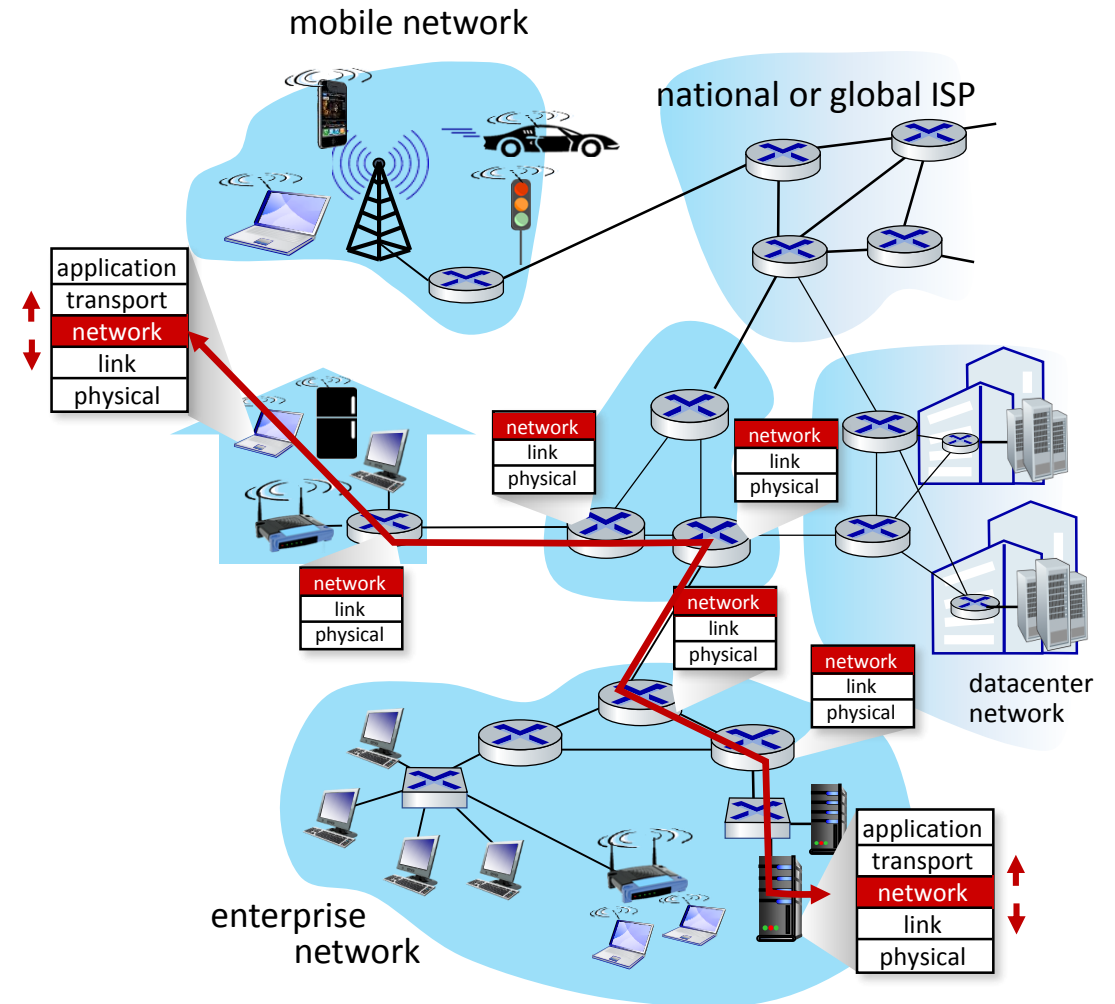 mobile network
national or global ISP
application
transport
network
link
physical
network
link
physical
network
link
physical
network
link
physical
network
link
physical
network
link
physical
datacenter
network
application
transport
network
link
physical
enterprise
network